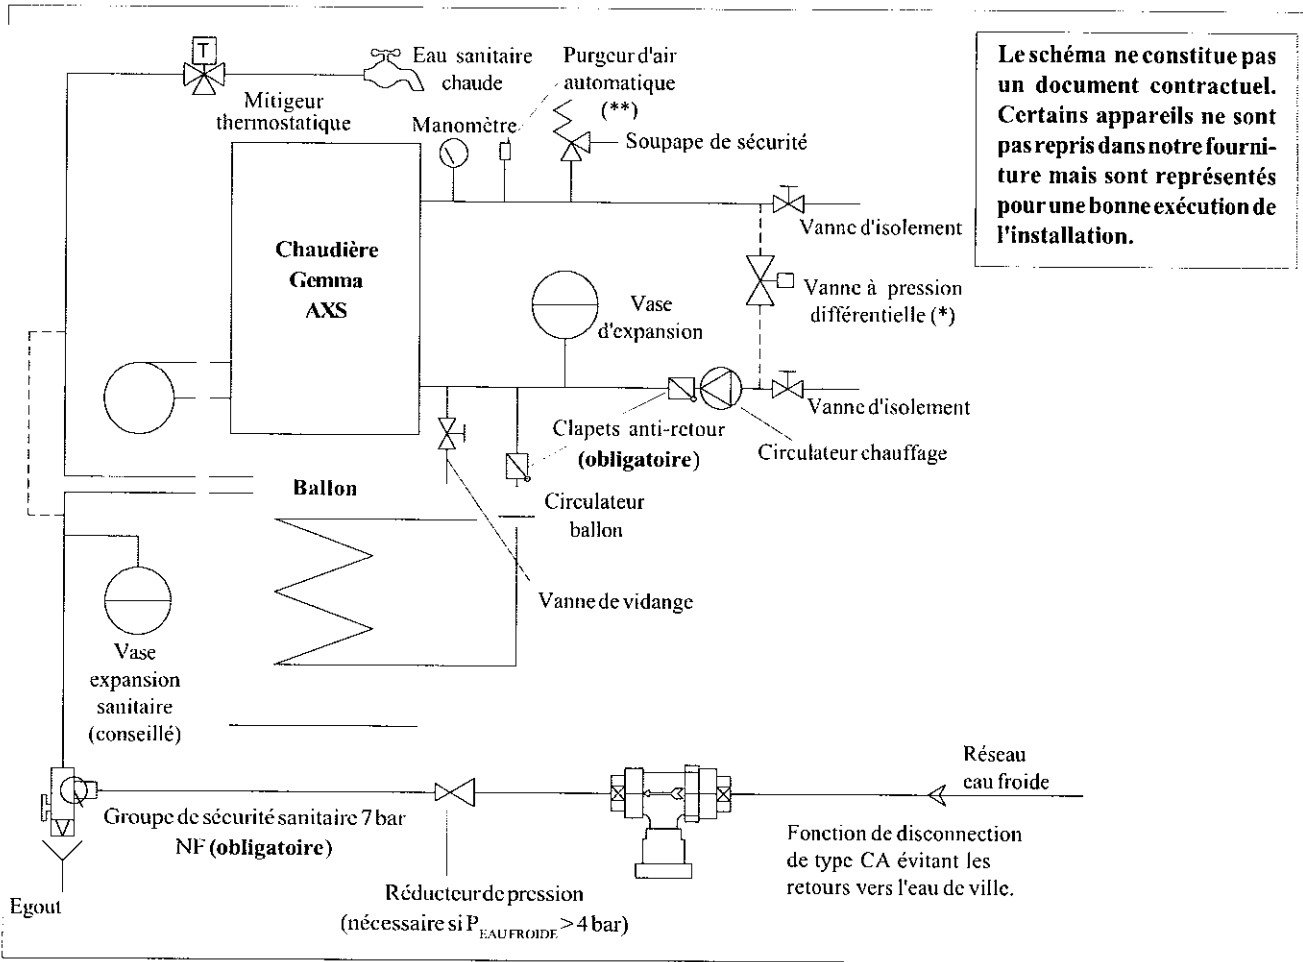 T
Eau sanitaire
chaude
Purgeur d'air
automatique
(**)
Mitigeur
thermostatique
Manomètre
Soupape de sécurité
Le schéma ne constitue pas
un document contractuel.
Certains appareils ne sont
pas repris dans notre fourni-
ture mais sont représentés
pour une bonne exécution de
l'installation.
Chaudière
Gemma
AXS
Vanne d'isolement
Vase
d'expansion
Vanne à pression
différentielle (*)
Vanne d'isolement
Clapets anti-retour
(obligatoire)
Circulateur chauffage
Ballon
Circulateur
ballon
Vanne de vidange
Vase
expansion
sanitaire
(conseillé)
Réseau
eau froide
Groupe de sécurité sanitaire 7 bar
NF (obligatoire)
Fonction de disconnection
de type CA évitant les
retours vers l'eau de ville.
Egout
Réducteur de pression
(nécessaire si P EAU FROIDE > 4 bar)